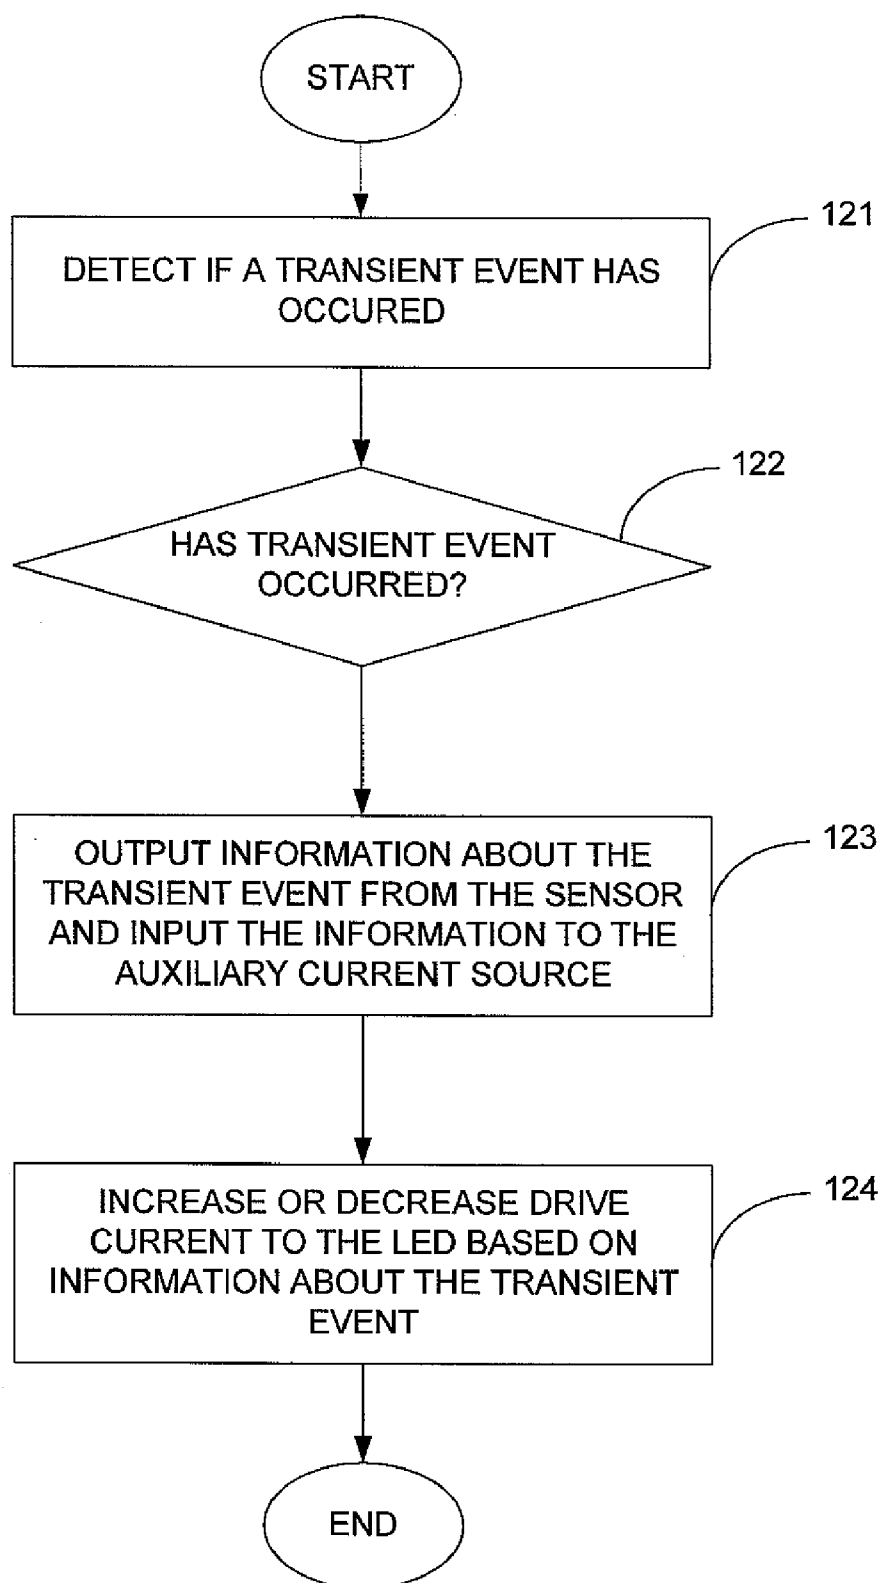 START
121
DETECT IF A TRANSIENT EVENT HAS
OCCURED
122
HAS TRANSIENT EVENT
OCCURRED?
123
OUTPUT INFORMATION ABOUT THE
TRANSIENT EVENT FROM THE SENSOR
AND INPUT THE INFORMATION TO THE
AUXILIARY CURRENT SOURCE
124
INCREASE OR DECREASE DRIVE
CURRENT TO THE LED BASED ON
INFORMATION ABOUT THE TRANSIENT
EVENT
END